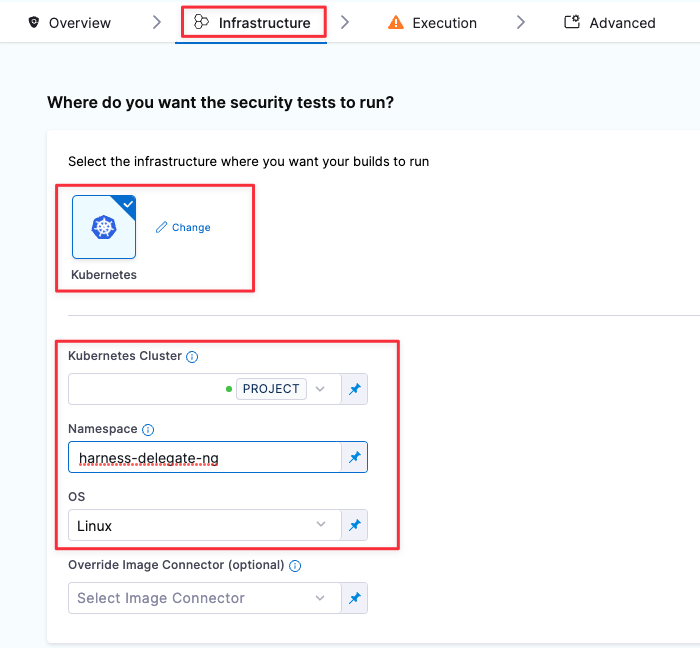 Overview
Infrastructure
Execution
Advanced
Where do you want the security tests to run?
Select the infrastructure where you want your builds to run
Change
Kubernetes
Kubernetes Cluster
PROJECT
Namespace
harness-delegate-ng
OS
Linux
Override Image Connector (optional)
Select Image Connector